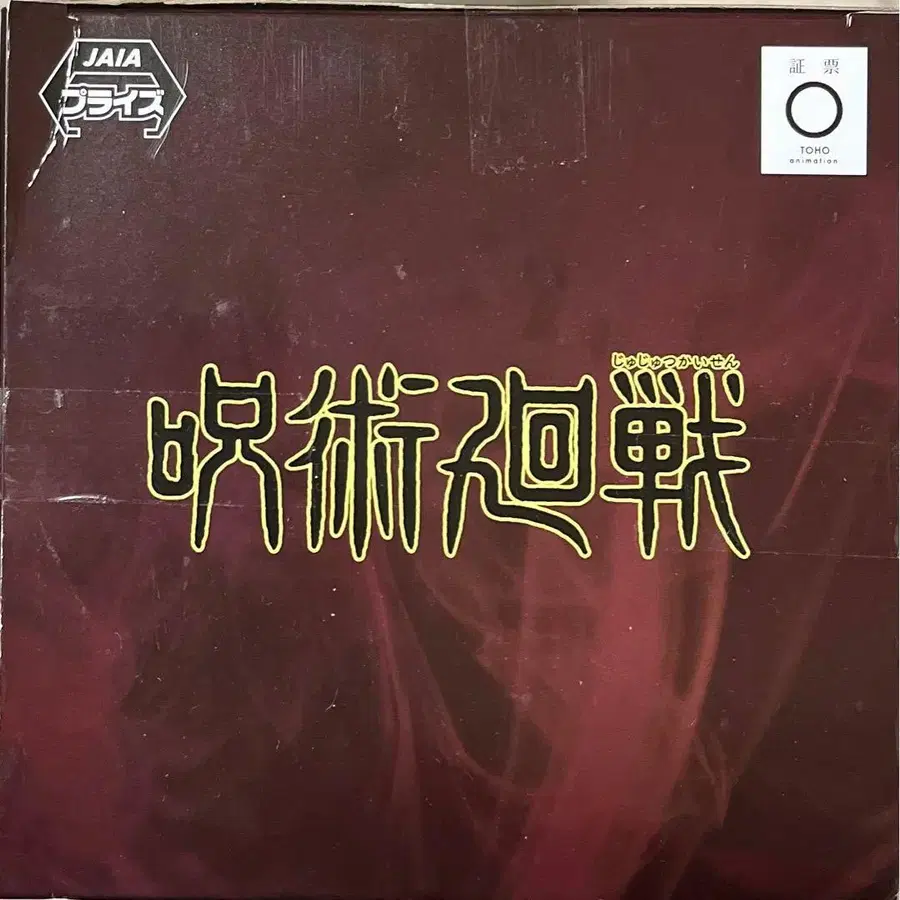 JAIA
プライズ
証 票
TOHO
animation
じゅじゅつかいせん
呪術廻戦